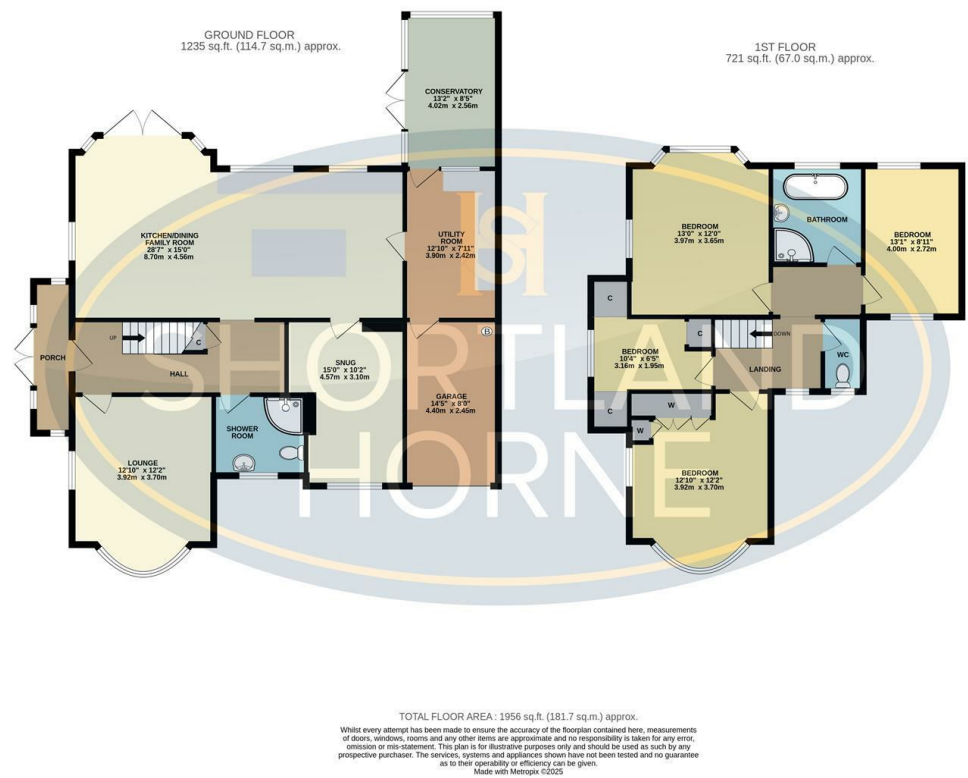 GROUND FLOOR
1235 sq.ft. (114.7 sq.m.) approx.
1ST FLOOR
721 sq.ft. (67.0 sq.m.) approx.
CONSERVATORY
13'2" x 8'5"
4.02m x 2.56m
KITCHEN/DINING
FAMILY ROOM
28'7" x 15'0"
8.70m x 4.56m
UTILITY
ROOM
12'10" x 7'11"
3.90m x 2.42m
PORCH
UP
C
HALL
SNUG
15'0" x 10'2"
4.57m x 3.10m
B
GARAGE
14'5" x 8'0"
4.40m x 2.45m
LOUNGE
12'10" x 12'2"
3.92m x 3.70m
SHOWER
ROOM
BEDROOM
13'0" x 12'0"
3.97m x 3.65m
BATHROOM
BEDROOM
13'1" x 8'11"
4.00m x 2.72m
C
C
BEDROOM
10'4" x 6'5"
3.16m x 1.95m
C
DOWN
LANDING
WC
W
W
BEDROOM
12'10" x 12'2"
3.92m x 3.70m
SH
SHORTLAND
HORNE
TOTAL FLOOR AREA : 1956 sq.ft. (181.7 sq.m.) approx.
Whilst every attempt has been made to ensure the accuracy of the floorplan contained here, measurements
of doors, windows, rooms and any other items are approximate and no responsibility is taken for any error,
omission or mis-statement. This plan is for illustrative purposes only and should be used as such by any
prospective purchaser. The services, systems and appliances shown have not been tested and no guarantee
as to their operability or efficiency can be given.
Made with Metropix ©2025